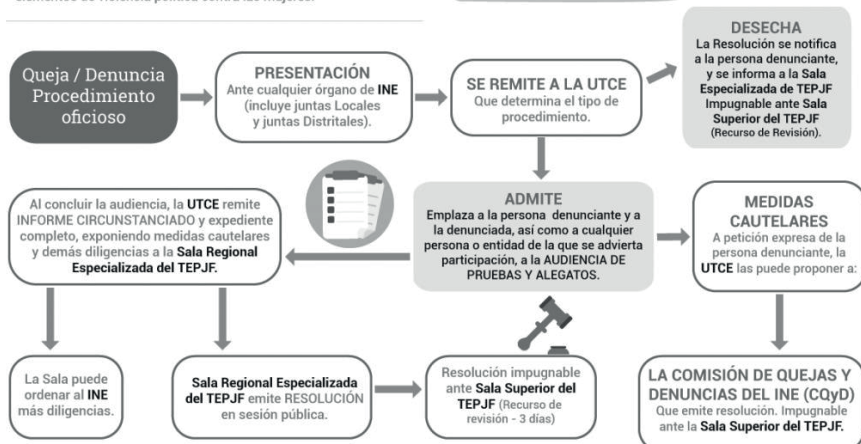 elementos de violencia política contra las mujeres.
Queja / Denuncia
Procedimiento
oficioso
PRESENTACIÓN
Ante cualquier órgano de INE
(incluye juntas Locales
y juntas Distritales).
SE REMITE A LA UTCE
Que determina el tipo de
procedimiento.
DESECHA
La Resolución se notifica
a la persona denunciante,
y se informa a la Sala
Especializada de TEPJF
Impugnable ante Sala
Superior del TEPJF
(Recurso de Revisión).
Al concluir la audiencia, la UTCE remite
INFORME CIRCUNSTANCIADO y expediente
completo, exponiendo medidas cautelares
y demás diligencias a la Sala Regional
Especializada del TEPJF.
ADMITE
Emplaza a la persona denunciante y a
la denunciada, así como a cualquier
persona o entidad de la que se advierta
participación, a la AUDIENCIA DE
PRUEBAS Y ALEGATOS.
MEDIDAS
CAUTELARES
A petición expresa de la
persona denunciante, la
UTCE las puede proponer a:
La Sala puede
ordenar al INE
más diligencias.
Sala Regional Especializada
del TEPJF emite RESOLUCIÓN
en sesión pública.
Resolución impugnable
ante Sala Superior del
TEPJF (Recurso de
revisión - 3 días)
LA COMISIÓN DE QUEJAS Y
DENUNCIAS DEL INE (CQyD)
Que emite resolución. Impugnable
ante la Sala Superior del TEPJF.